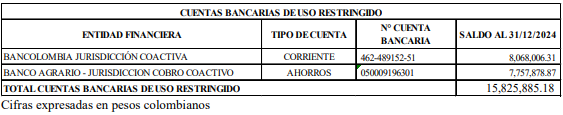 CUENTAS BANCARIAS DE USO RESTRINGIDO
ENTIDAD FINANCIERA TIPO DE CUENTA N° CUENTA BANCARIA SALDO AL 31/12/2024
BANCOLOMBIA JURISDICCIÓN COACTIVA CORRIENTE 462-489152-51 8,068,006.31
BANCO AGRARIO - JURISDICCION COBRO COACTIVO AHORROS 050009196301 7,757,878.87
TOTAL CUENTAS BANCARIAS DE USO RESTRINGIDO 15,825,885.18
Cifras expresadas en pesos colombianos